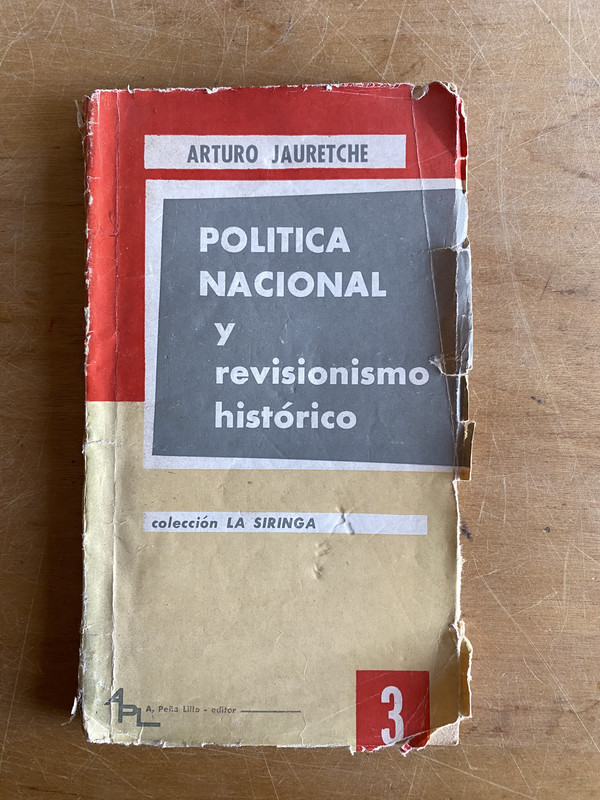 ARTURO JAURETCHE
POLITICA
NACIONAL
y
revisionismo
histórico
colección LA SIRINGA
APL A. Peña Lillo - editor
3